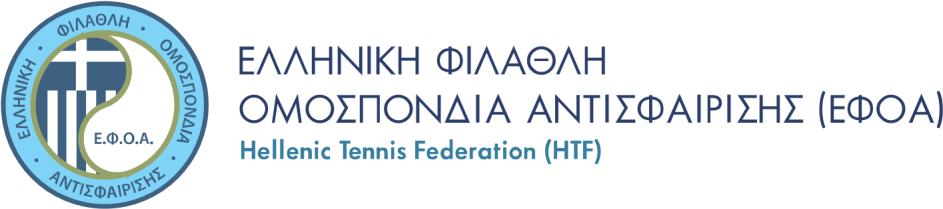 ΕΛΛΗΝΙΚΗ · ΦΙΛΑΘΛΗ · ΟΜΟΣΠΟΝΔΙΑ · ΑΝΤΙΣΦΑΙΡΙΣΗΣ ·
Ε.Φ.Ο.Α.
ΕΛΛΗΝΙΚΗ ΦΙΛΑΘΛΗ
ΟΜΟΣΠΟΝΔΙΑ ΑΝΤΙΣΦΑΙΡΙΣΗΣ (ΕΦΟΑ)
Hellenic Tennis Federation (HTF)